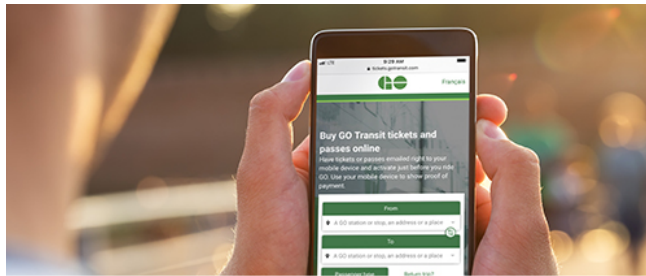 LTE 9:29 AM
tickets.gotransit.com
GO Français
Buy GO Transit tickets and
passes online
Have tickets or passes emailed right to your
mobile device and activate just before you ride
GO. Use your mobile device to show proof of
payment.
From
A GO station or stop, an address or a place
To
A GO station or stop, an address or a place
Passenger type Return trip?